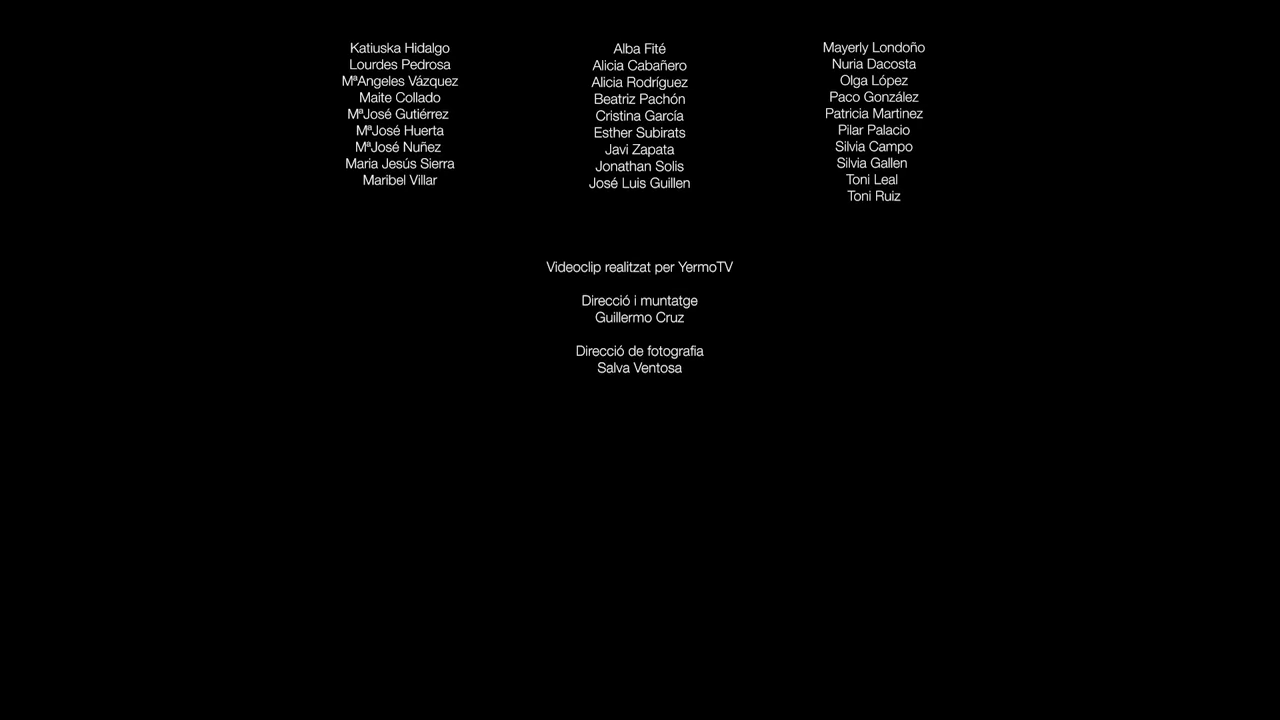 Katiuska Hidalgo
Lourdes Pedrosa
MªAngeles Vázquez
Maite Collado
MªJosé Gutiérrez
MªJosé Huerta
MªJosé Nuñez
Maria Jesús Sierra
Maribel Villar
Alba Fité
Alicia Cabañero
Alicia Rodríguez
Beatriz Pachón
Cristina García
Esther Subirats
Javi Zapata
Jonathan Solis
José Luis Guillen
Mayerly Londoño
Nuria Dacosta
Olga López
Paco González
Patricia Martinez
Pilar Palacio
Silvia Campo
Silvia Gallen
Toni Leal
Toni Ruiz
Videoclip realitzat per YermoTV
Direcció i muntatge
Guillermo Cruz
Direcció de fotografia
Salva Ventosa